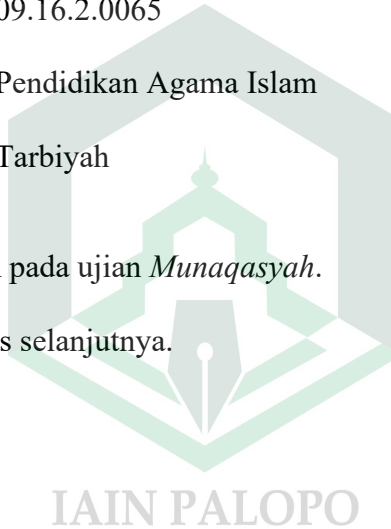 09.16.2.0065
Pendidikan Agama Islam
Tarbiyah
pada ujian Munaqasyah.
s selanjutnya.
IAIN PALOPO